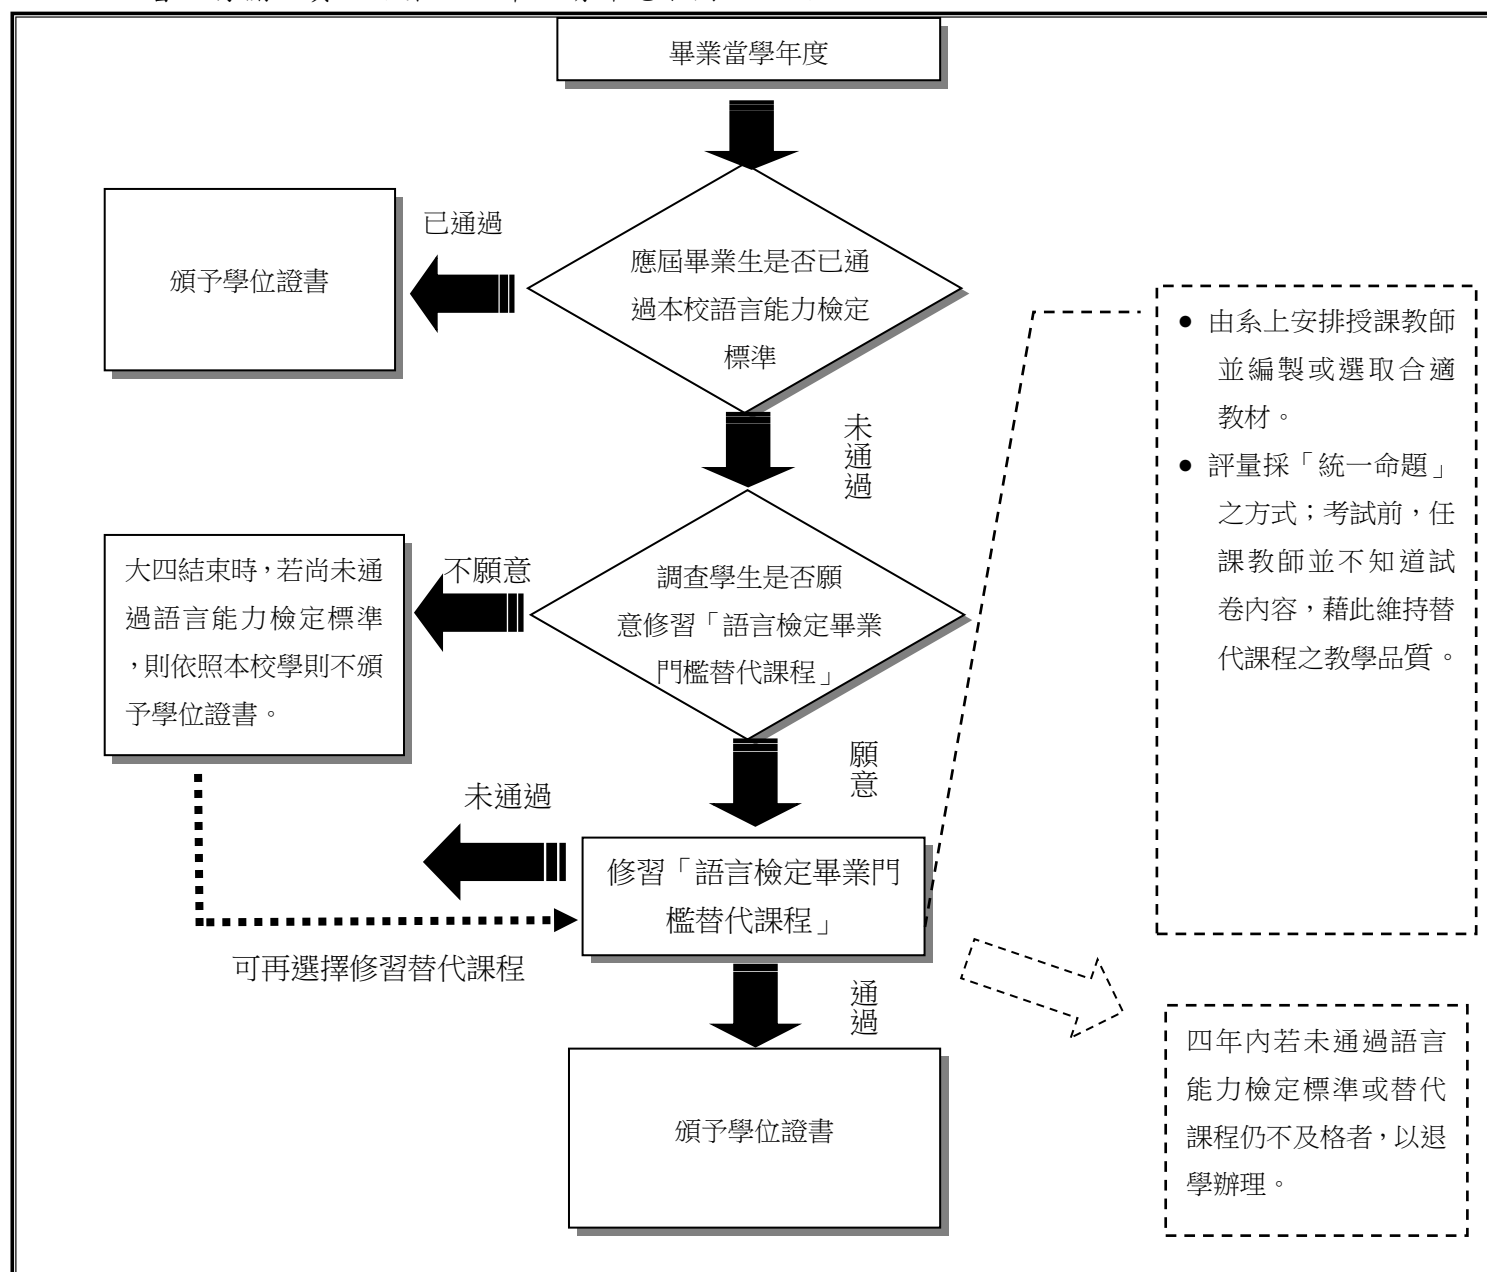 畢業當學年度
已通過
頒予學位證書
應屆畢業生是否已通
過本校語言能力檢定
標準
未通過
● 由系上安排授課教師
並編製或選取合適
教材。
● 評量採「統一命題」
之方式；考試前，任
課教師並不知道試
卷內容，藉此維持替
代課程之教學品質。
大四結束時，若尚未通
過語言能力檢定標準
，則依照本校學則不頒
予學位證書。
不願意
調查學生是否願
意修習「語言檢定畢業
門檻替代課程」
願意
未通過
修習「語言檢定畢業門
檻替代課程」
可再選擇修習替代課程
通過
頒予學位證書
四年內若未通過語言
能力檢定標準或替代
課程仍不及格者，以退
學辦理。